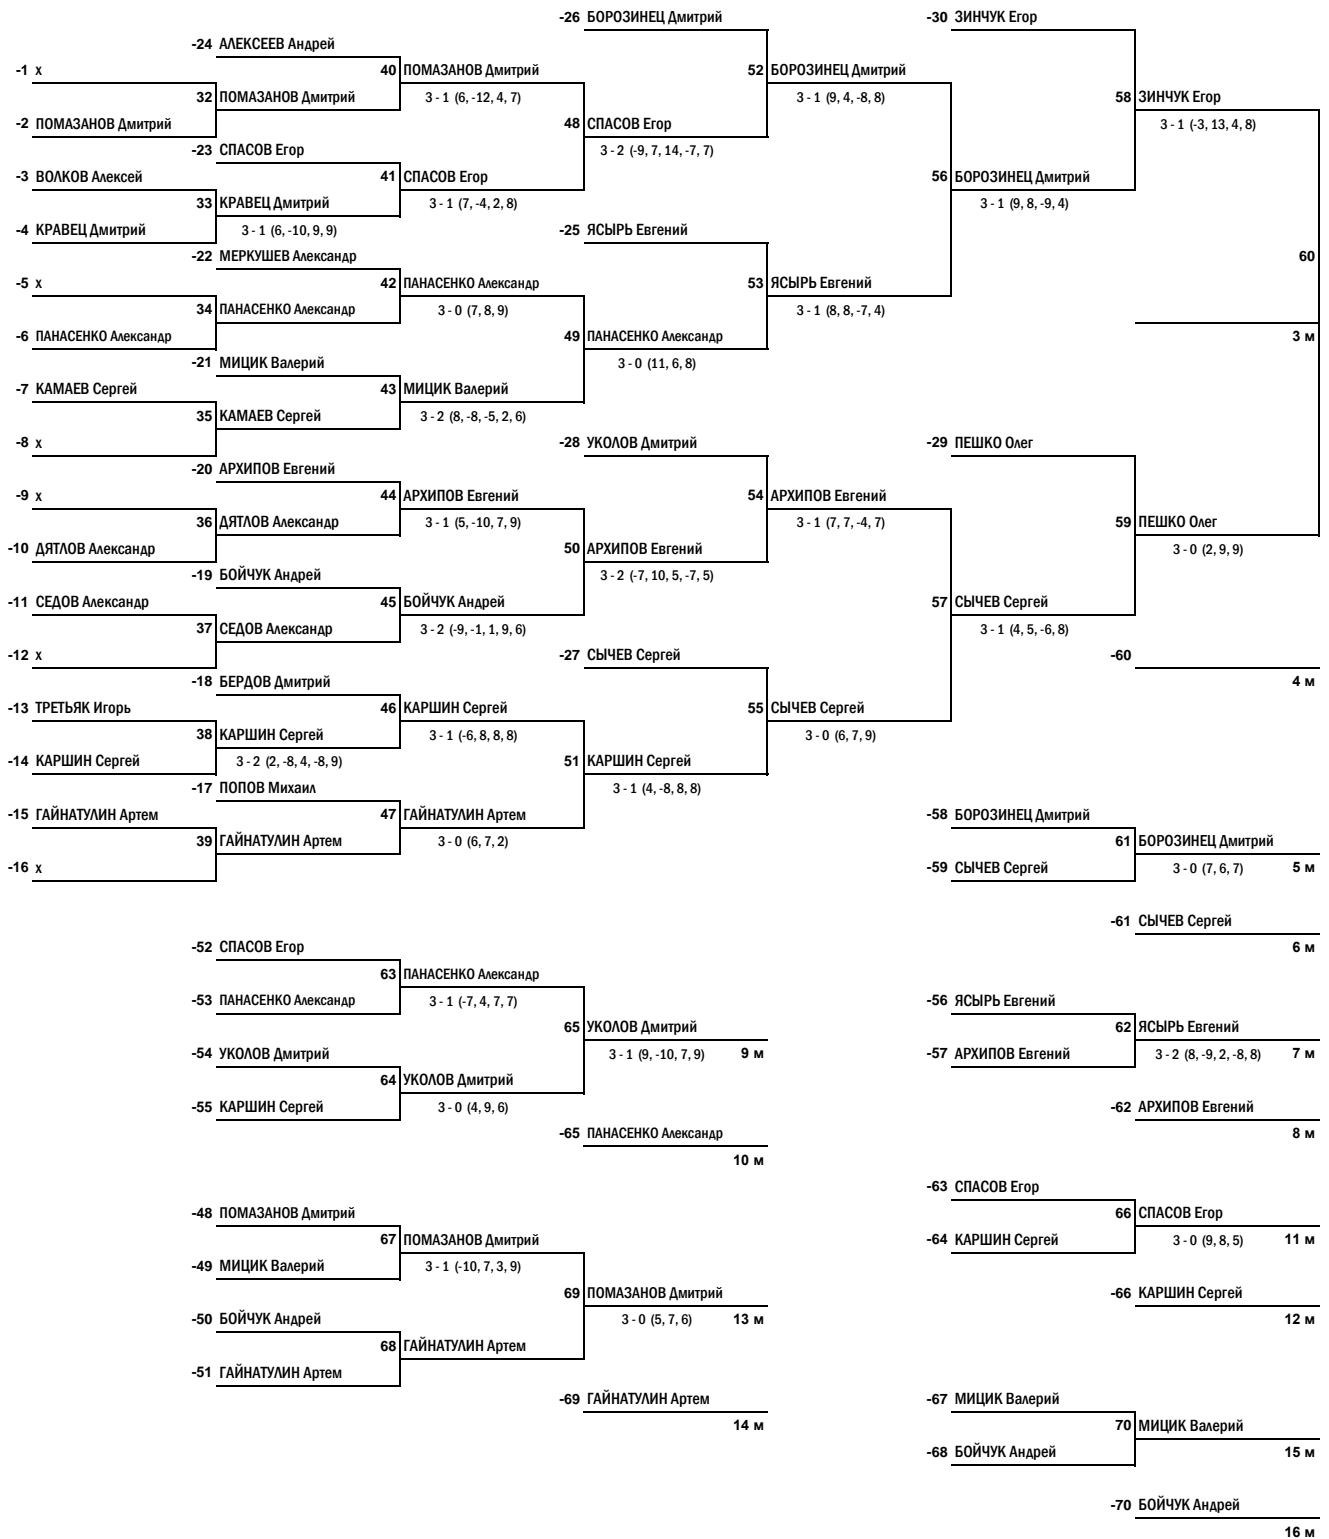 -26 БОРОЗИНЕЦ Дмитрий -30 ЗИНЧУК Егор
-24 АЛЕКСЕЕВ Андрей
-1 x 40 ПОМАЗАНОВ Дмитрий 52 БОРОЗИНЕЦ Дмитрий
32 ПОМАЗАНОВ Дмитрий 3 - 1 (6, -12, 4, 7) 3 - 1 (9, 4, -8, 8) 58 ЗИНЧУК Егор
-2 ПОМАЗАНОВ Дмитрий 48 СПАСОВ Егор 3 - 1 (-3, 13, 4, 8)
-23 СПАСОВ Егор 3 - 2 (-9, 7, 14, -7, 7)
-3 ВОЛКОВ Алексей 41 СПАСОВ Егор 56 БОРОЗИНЕЦ Дмитрий
33 КРАВЕЦ Дмитрий 3 - 1 (7, -4, 2, 8) 3 - 1 (9, 8, -9, 4)
-4 КРАВЕЦ Дмитрий 3 - 1 (6, -10, 9, 9) -25 ЯСЫРЬ Евгений
-22 МЕРКУШЕВ Александр 60
-5 x 42 ПАНАСЕНКО Александр 53 ЯСЫРЬ Евгений
34 ПАНАСЕНКО Александр 3 - 0 (7, 8, 9) 3 - 1 (8, 8, -7, 4)
-6 ПАНАСЕНКО Александр 49 ПАНАСЕНКО Александр 3 м
-21 МИЦИК Валерий 3 - 0 (11, 6, 8)
-7 КАМАЕВ Сергей 43 МИЦИК Валерий
35 КАМАЕВ Сергей 3 - 2 (8, -8, -5, 2, 6)
-8 x -28 УКОЛОВ Дмитрий -29 ПЕШКО Олег
-20 АРХИПОВ Евгений
-9 x 44 АРХИПОВ Евгений 54 АРХИПОВ Евгений
36 ДЯТЛОВ Александр 3 - 1 (5, -10, 7, 9) 3 - 1 (7, 7, -4, 7) 59 ПЕШКО Олег
-10 ДЯТЛОВ Александр 50 АРХИПОВ Евгений 3 - 0 (2, 9, 9)
-19 БОЙЧУК Андрей 3 - 2 (-7, 10, 5, -7, 5)
-11 СЕДОВ Александр 45 БОЙЧУК Андрей 57 СЫЧЕВ Сергей
37 СЕДОВ Александр 3 - 2 (-9, -1, 1, 9, 6) 3 - 1 (4, 5, -6, 8)
-12 x -27 СЫЧЕВ Сергей -60
-18 БЕРДОВ Дмитрий 4 м
-13 ТРЕТЬЯК Игорь 46 КАРШИН Сергей 55 СЫЧЕВ Сергей
38 КАРШИН Сергей 3 - 1 (-6, 8, 8, 8) 3 - 0 (6, 7, 9)
-14 КАРШИН Сергей 3 - 2 (2, -8, 4, -8, 9) 51 КАРШИН Сергей
-17 ПОПОВ Михаил 3 - 1 (4, -8, 8, 8)
-15 ГАЙНАТУЛИН Артем 47 ГАЙНАТУЛИН Артем -58 БОРОЗИНЕЦ Дмитрий
39 ГАЙНАТУЛИН Артем 3 - 0 (6, 7, 2) 61 БОРОЗИНЕЦ Дмитрий
-16 x -59 СЫЧЕВ Сергей 3 - 0 (7, 6, 7) 5 м
-61 СЫЧЕВ Сергей
-52 СПАСОВ Егор 6 м
63 ПАНАСЕНКО Александр
-53 ПАНАСЕНКО Александр 3 - 1 (-7, 4, 7, 7) -56 ЯСЫРЬ Евгений
65 УКОЛОВ Дмитрий 62 ЯСЫРЬ Евгений
-54 УКОЛОВ Дмитрий 3 - 1 (9, -10, 7, 9) 9 м -57 АРХИПОВ Евгений 3 - 2 (8, -9, 2, -8, 8) 7 м
64 УКОЛОВ Дмитрий
-55 КАРШИН Сергей 3 - 0 (4, 9, 6) -62 АРХИПОВ Евгений
-65 ПАНАСЕНКО Александр 8 м
10 м
-63 СПАСОВ Егор
-48 ПОМАЗАНОВ Дмитрий 66 СПАСОВ Егор
67 ПОМАЗАНОВ Дмитрий -64 КАРШИН Сергей 3 - 0 (9, 8, 5) 11 м
-49 МИЦИК Валерий 3 - 1 (-10, 7, 3, 9)
69 ПОМАЗАНОВ Дмитрий -66 КАРШИН Сергей
-50 БОЙЧУК Андрей 3 - 0 (5, 7, 6) 13 м 12 м
68 ГАЙНАТУЛИН Артем
-51 ГАЙНАТУЛИН Артем
-69 ГАЙНАТУЛИН Артем -67 МИЦИК Валерий
14 м 70 МИЦИК Валерий
-68 БОЙЧУК Андрей 15 м
-70 БОЙЧУК Андрей
16 м